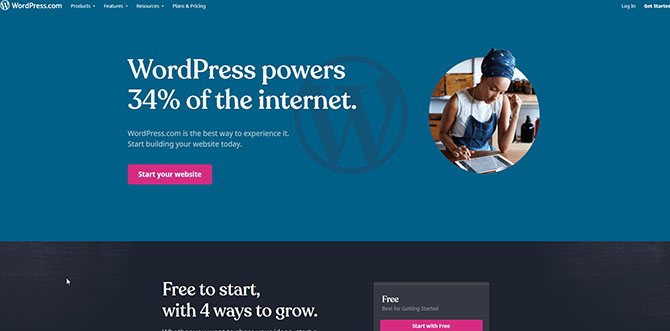 WordPress.com Products Features Resources Plans & Pricing Log In Get Started
WordPress powers
34% of the internet.
WordPress.com is the best way to experience it.
Start building your website today.
Start your website
Free to start,
with 4 ways to grow.
Free
Best for Getting Started
Start with Free